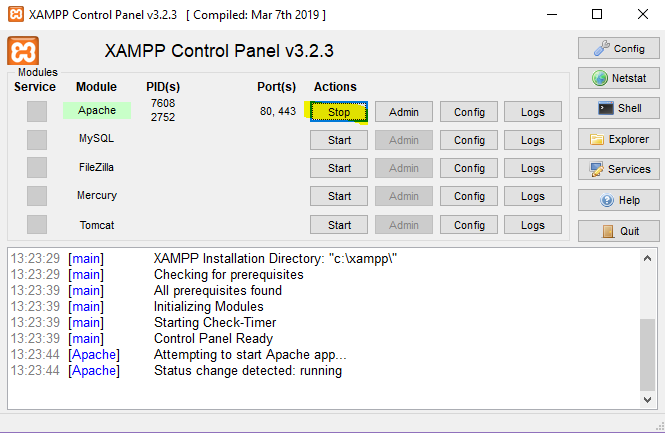 XAMPP Control Panel v3.2.3 [ Compiled: Mar 7th 2019 ]
XAMPP Control Panel v3.2.3
Config
Modules
Service Module PID(s) Port(s) Actions
Netstat
Apache 7608 2752 80, 443 Stop Admin Config Logs
Shell
MySQL Start Admin Config Logs
Explorer
FileZilla Start Admin Config Logs
Services
Mercury Start Admin Config Logs
Help
Tomcat Start Admin Config Logs
Quit
13:23:29 [main] XAMPP Installation Directory: "c:\xampp\"
13:23:29 [main] Checking for prerequisites
13:23:39 [main] All prerequisites found
13:23:39 [main] Initializing Modules
13:23:39 [main] Starting Check-Timer
13:23:39 [main] Control Panel Ready
13:23:44 [Apache] Attempting to start Apache app...
13:23:44 [Apache] Status change detected: running